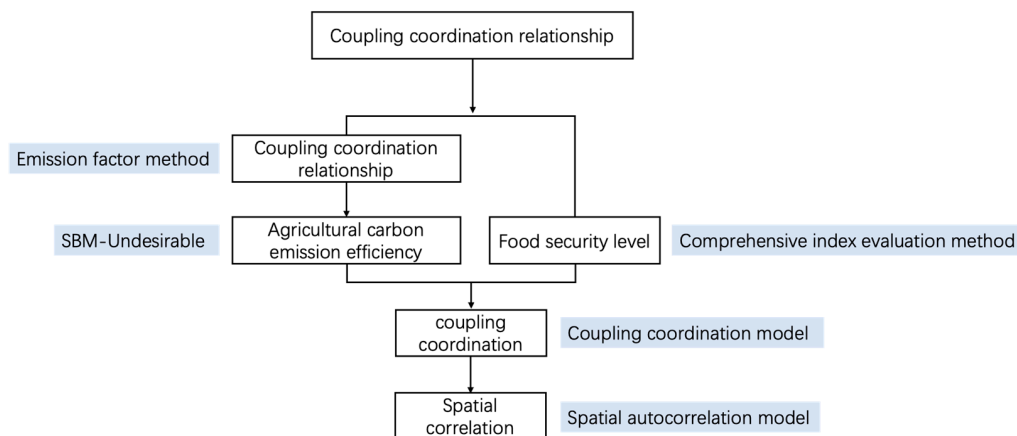 Coupling coordination relationship
Emission factor method
Coupling coordination
relationship
SBM-Undesirable
Agricultural carbon
emission efficiency
Food security level
Comprehensive index evaluation method
coupling
coordination
Coupling coordination model
Spatial
correlation
Spatial autocorrelation model